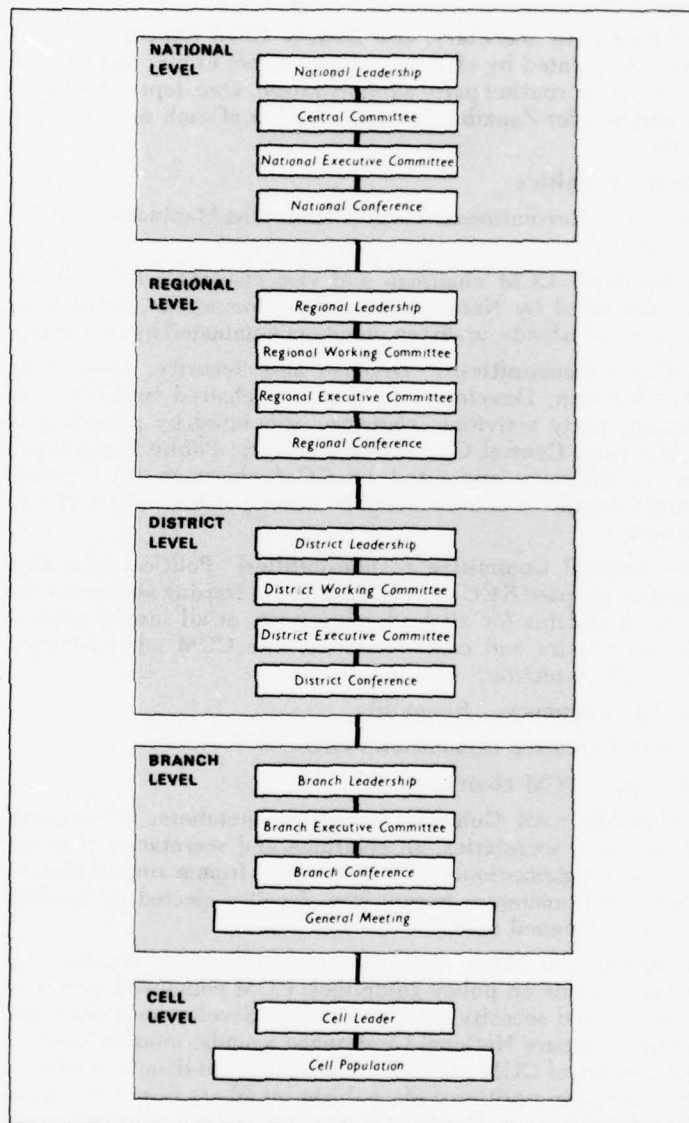 NATIONAL
LEVEL
National Leadership
Central Committee
National Executive Committee
National Conference
REGIONAL LEVEL
Regional Leadership
Regional Working Committee
Regional Executive Committee
Regional Conference
DISTRICT
LEVEL
District Leadership
District Working Committee
District Executive Committee
District Conference
BRANCH
LEVEL
Branch Leadership
Branch Executive Committee
Branch Conference
General Meeting
CELL
LEVEL
Cell Leader
Cell Population